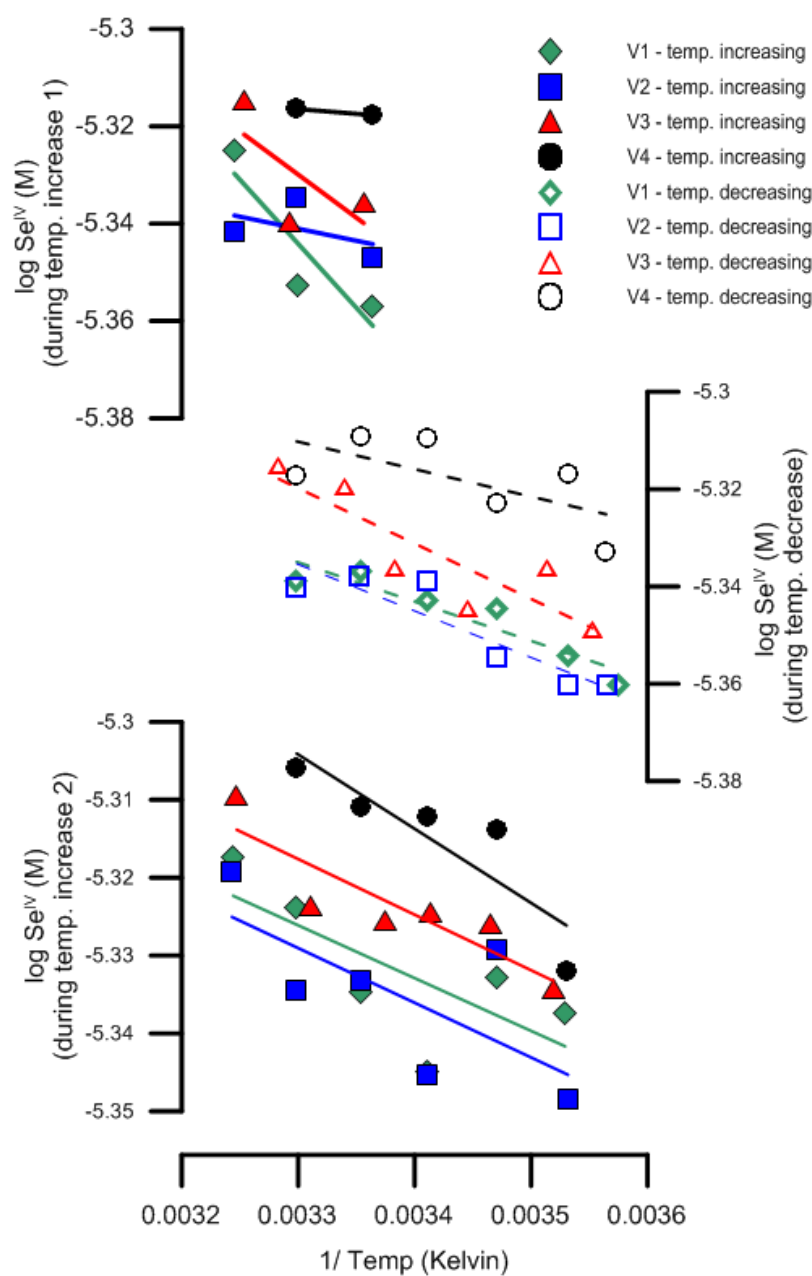 -5.3
-5.32
-5.34
-5.36
-5.38
log Se^IV (M)
(during temp. increase 1)
V1 - temp. increasing
V2 - temp. increasing
V3 - temp. increasing
V4 - temp. increasing
V1 - temp. decreasing
V2 - temp. decreasing
V3 - temp. decreasing
V4 - temp. decreasing
-5.3
-5.32
-5.34
-5.36
-5.38
log Se^IV (M)
(during temp. decrease)
-5.3
-5.31
-5.32
-5.33
-5.34
-5.35
log Se^IV (M)
(during temp. increase 2)
0.0032 0.0033 0.0034 0.0035 0.0036
1/ Temp (Kelvin)